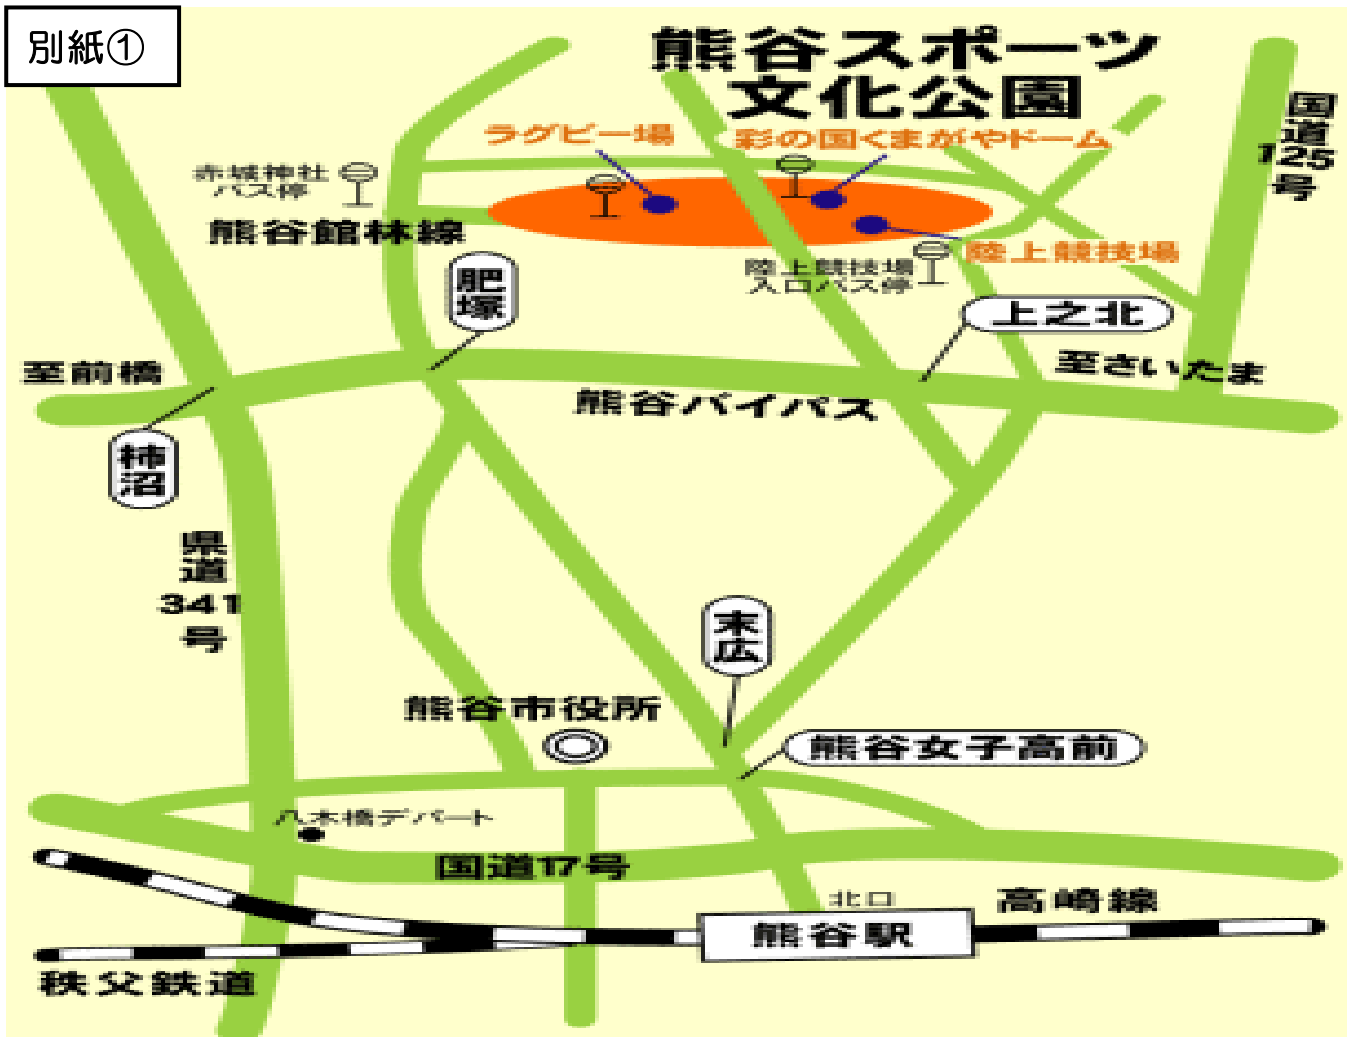 別紙①
熊谷スポーツ
文化公園
国道125号
ラグビー場
彩の国くまがやドーム
赤城神社
バス停
熊谷館林線
陸上競技場
陸上競技場
入口バス停
肥塚
上之北
至前橋
至さいたま
熊谷バイパス
柿沼
県道341号
末広
熊谷市役所
熊谷女子高前
八木橋デパート
国道17号
北口
高崎線
熊谷駅
秩父鉄道